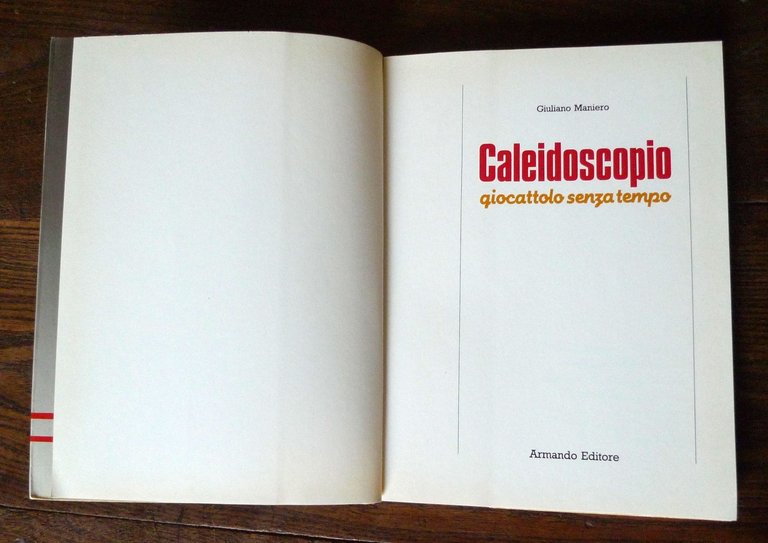 Giuliano Maniero
Caleidoscopio
giocattolo senza tempo
Armando Editore